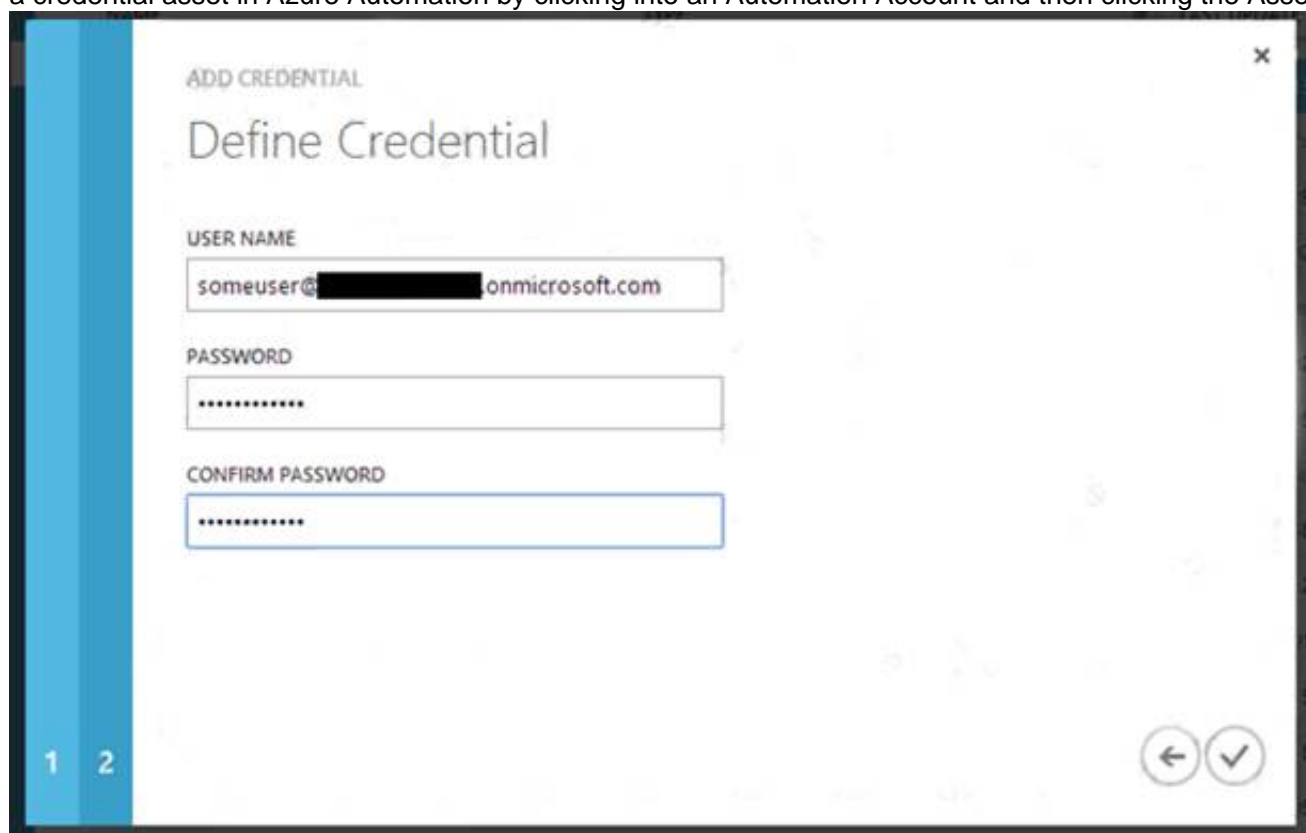 a credential asset in Azure Automation by clicking into an Automation Account and then clicking the
ADD CREDENTIAL
Define Credential
USER NAME
someuser@ .onmicrosoft.com
PASSWORD
••••••••••••
CONFIRM PASSWORD
••••••••••••
1 2